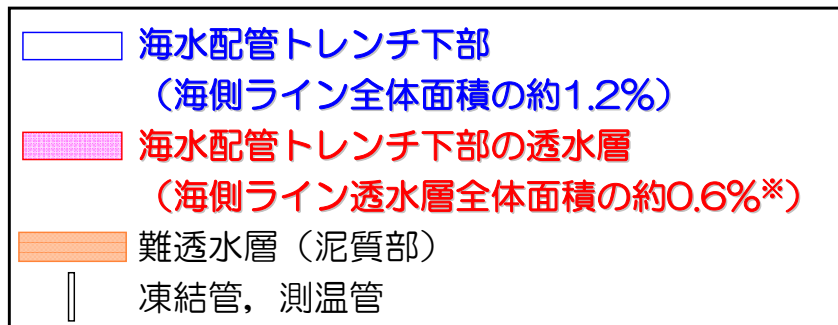 海水配管トレンチ下部
（海側ライン全体面積の約1.2%）
海水配管トレンチ下部の透水層
（海側ライン透水層全体面積の約0.6%※）
難透水層（泥質部）
凍結管，測温管